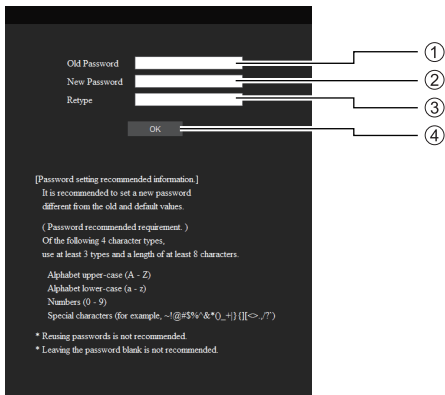 Old Password
①
New Password
②
Retype
③
OK
④
[Password setting recommended information.]
It is recommended to set a new password
different from the old and default values.
( Password recommended requirement. )
Of the following 4 character types,
use at least 3 types and a length of at least 8 characters.
Alphabet upper-case (A - Z)
Alphabet lower-case (a - z)
Numbers (0 - 9)
Special characters (for example, ~!@#$%^&*()_+|}{][<>.,/?`)
* Reusing passwords is not recommended.
* Leaving the password blank is not recommended.